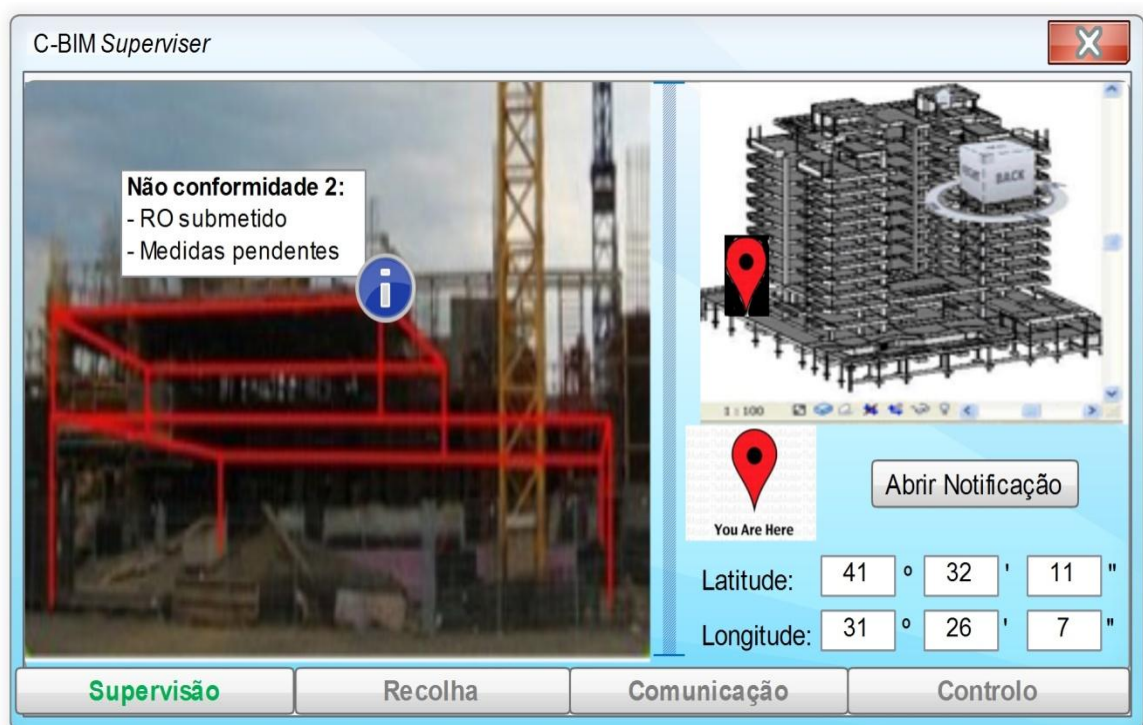 C-BIM Superviser
Não conformidade 2:
- RO submetido
- Medidas pendentes
i
BACK
1 : 100
You Are Here
Abrir Notificação
Latitude: 41 º 32 ' 11 "
Longitude: 31 º 26 ' 7 "
Supervisão Recolha Comunicação Controlo